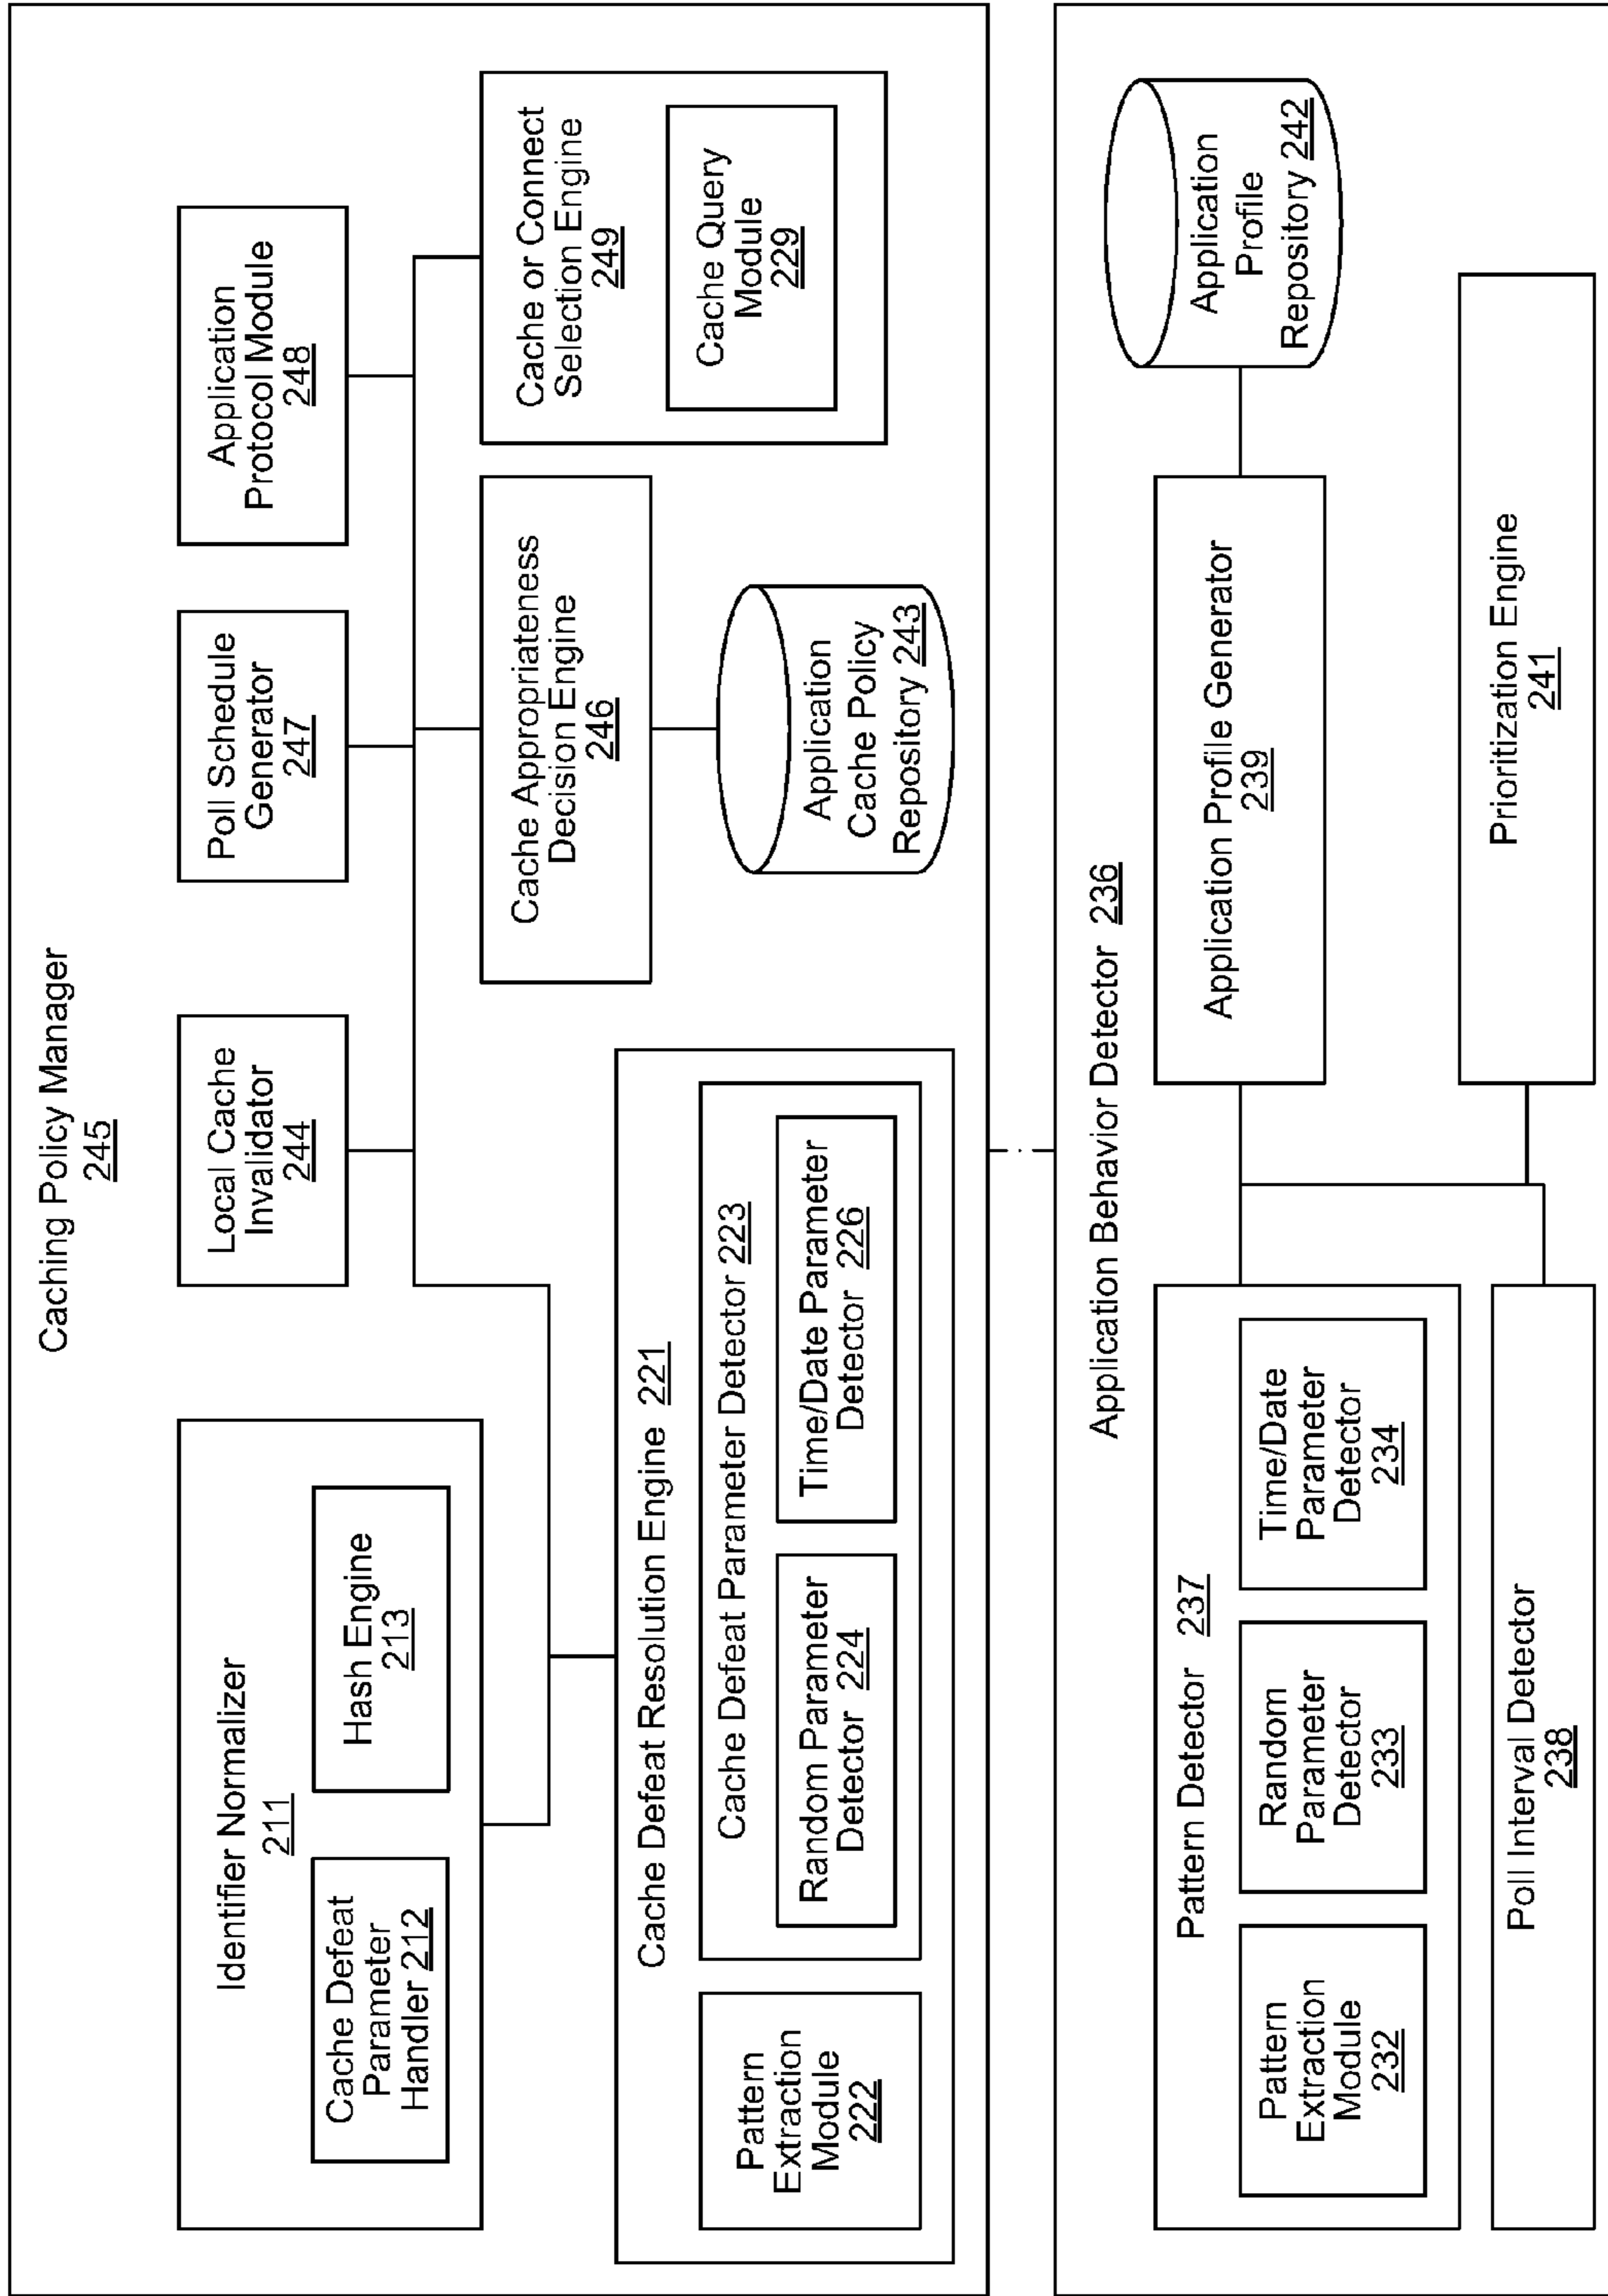 Caching Policy Manager
245
Identifier Normalizer
211
Cache Defeat
Parameter
Handler 212
Hash Engine
213
Local Cache
Invalidator
244
Poll Schedule
Generator
247
Application
Protocol Module
248
Cache Defeat Resolution Engine 221
Pattern
Extraction
Module
222
Cache Defeat Parameter Detector 223
Random Parameter
Detector 224
Time/Date Parameter
Detector 226
Cache Appropriateness
Decision Engine
246
Application
Cache Policy
Repository 243
Cache or Connect
Selection Engine
249
Cache Query
Module
229
Application Behavior Detector 236
Pattern Detector 237
Pattern
Extraction
Module
232
Random
Parameter
Detector
233
Time/Date
Parameter
Detector
234
Poll Interval Detector
238
Application Profile Generator
239
Application
Profile
Repository 242
Prioritization Engine
241